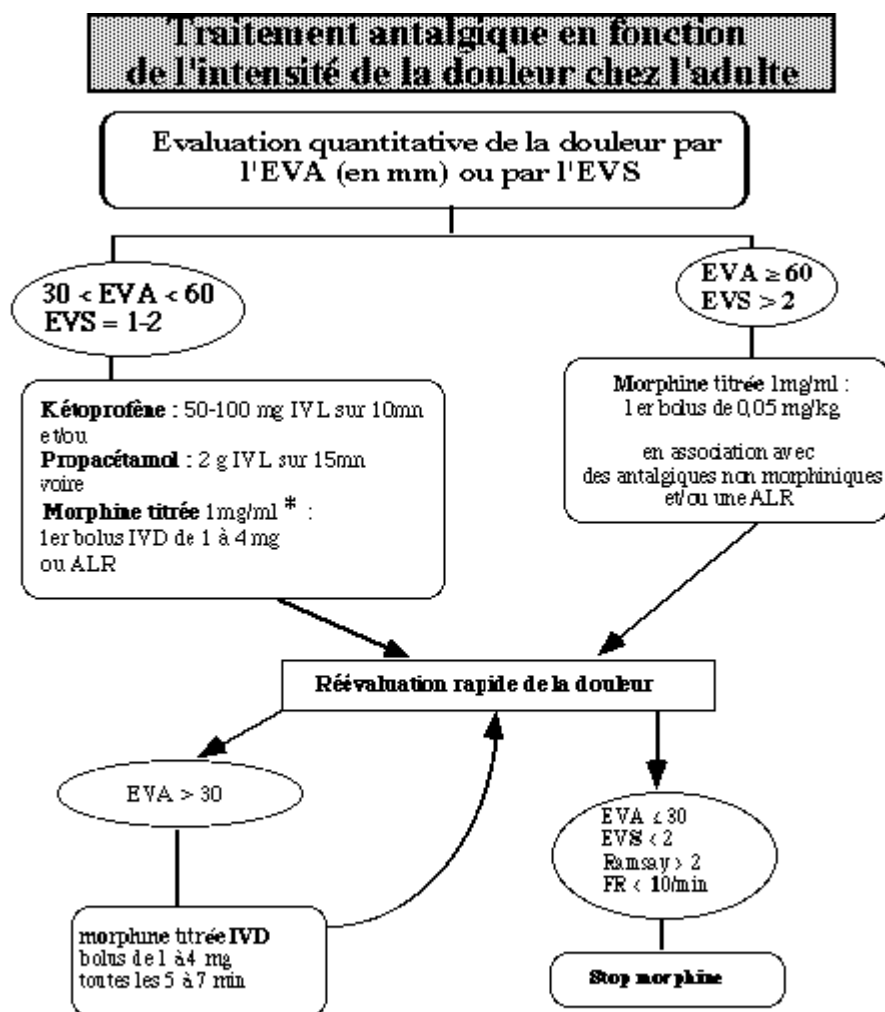 Traitement antalgique en fonction
de l'intensité de la douleur chez l'adulte
Evaluation quantitative de la douleur par
l'EVA (en mm) ou par l'EVS
30 < EVA < 60
EVS = 1-2
EVA ≥ 60
EVS > 2
Kétoprofène : 50-100 mg IVL sur 10mn
et/ou
Propacétamol : 2 g IVL sur 15mn
voire
Morphine titrée 1mg/ml * :
1er bolus IVD de 1 à 4 mg
ou ALR
Morphine titrée 1mg/ml :
1er bolus de 0,05 mg/kg
en association avec
des antalgiques non morphiniques
et/ou une ALR
Réévaluation rapide de la douleur
EVA > 30
EVA ≤ 30
EVS < 2
Ramsay > 2
FR < 10/min
morphine titrée IVD
bolus de 1 à 4 mg
toutes les 5 à 7 min
Stop morphine